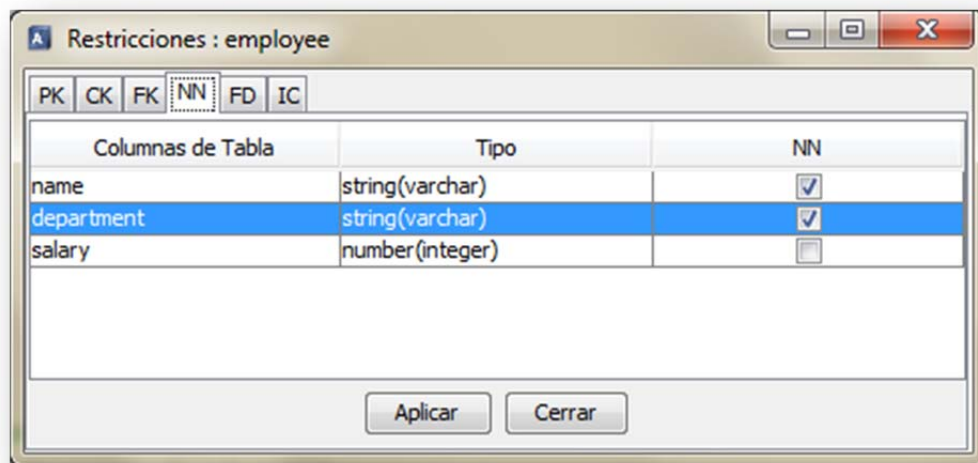 Restricciones : employee
PK CK FK NN FD IC
Columnas de Tabla Tipo NN
name string(varchar)
department string(varchar)
salary number(integer)
Aplicar Cerrar